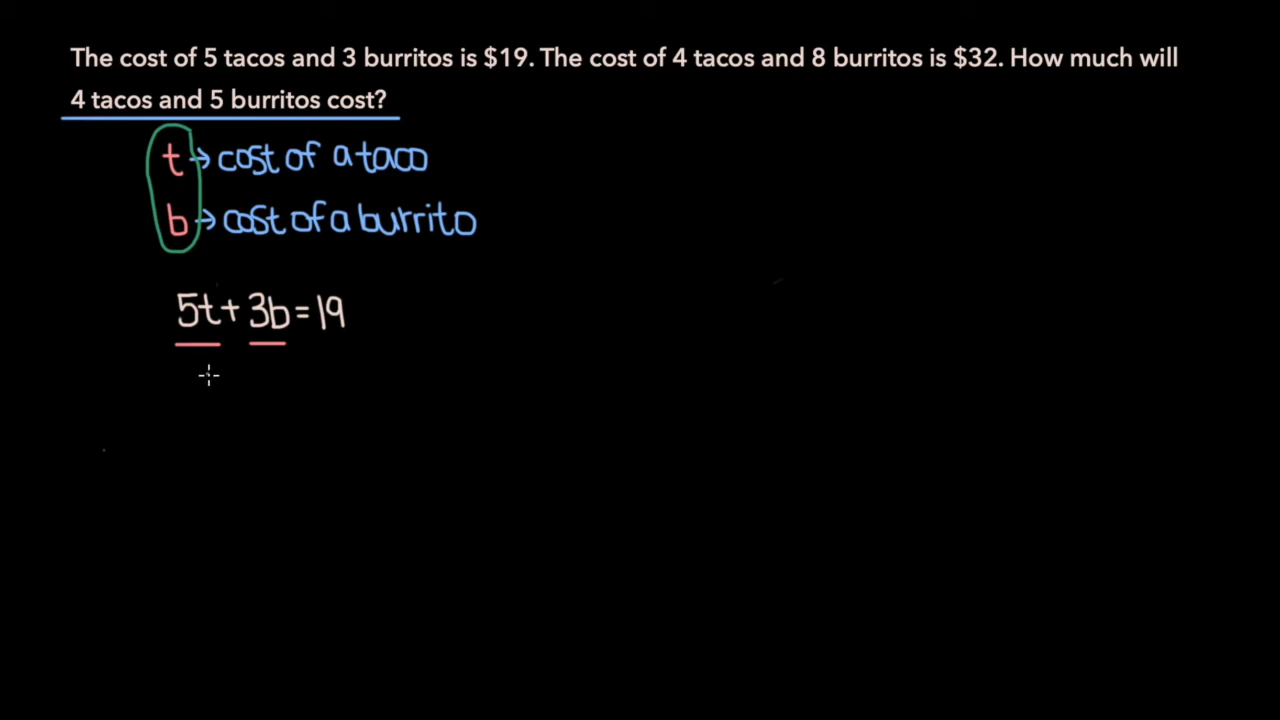 The cost of 5 tacos and 3 burritos is $19. The cost of 4 tacos and 8 burritos is $32. How much will
4 tacos and 5 burritos cost?
t → cost of a taco
b → cost of a burrito
5t + 3b = 19